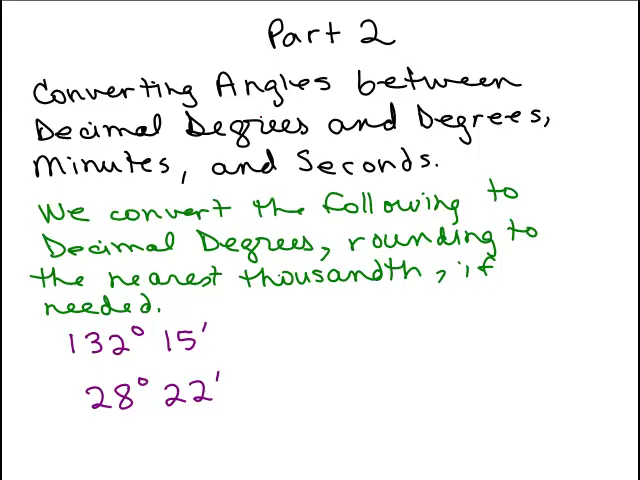 Part 2
Converting Angles between
Decimal Degrees and Degrees,
Minutes, and Seconds.
We convert the following to
Decimal Degrees, rounding to
the nearest thousandth, if
needed.
132° 15'
28° 22'